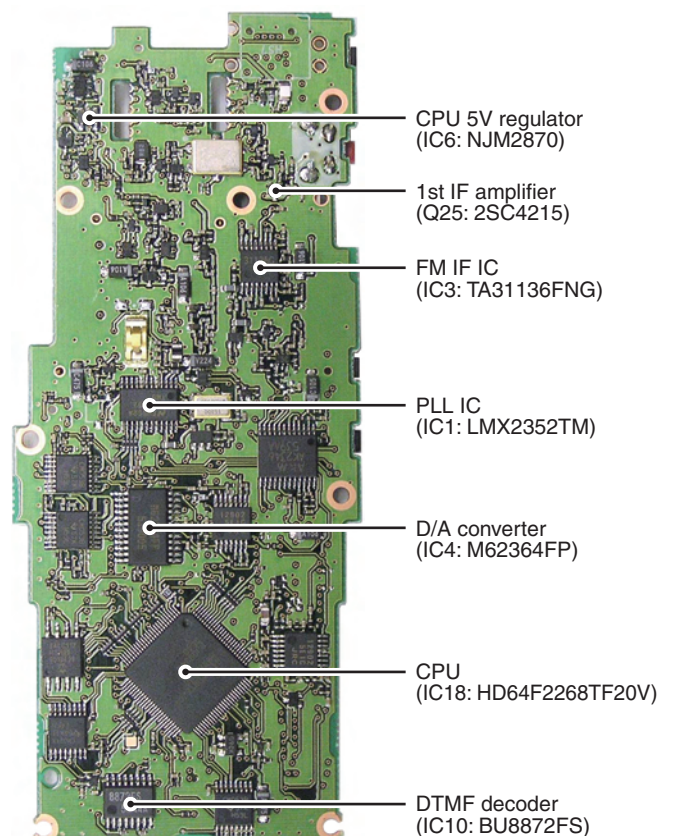 CPU 5V regulator
(IC6: NJM2870)
1st IF amplifier
(Q25: 2SC4215)
FM IF IC
(IC3: TA31136FNG)
PLL IC
(IC1: LMX2352TM)
D/A converter
(IC4: M62364FP)
CPU
(IC18: HD64F2268TF20V)
DTMF decoder
(IC10: BU8872FS)